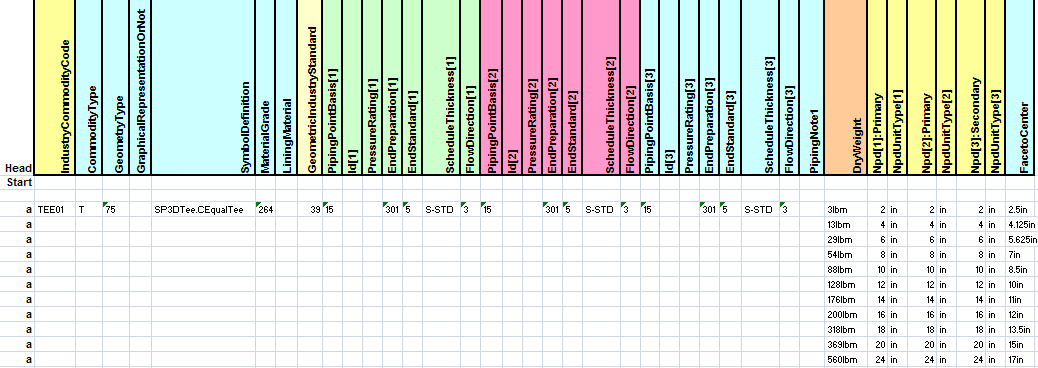 Head IndustryCommodityCode CommodityType GeometryType GraphicalRepresentationOrNot SymbolDefinition MaterialGrade LiningMaterial GeometricIndustryStandard PipingPointBasis[1] Id[1] PressureRating[1] EndPreparation[1] EndStandard[1] ScheduleThickness[1] FlowDirection[1] PipingPointBasis[2] Id[2] PressureRating[2] EndPreparation[2] EndStandard[2] ScheduleThickness[2] FlowDirection[2] PipingPointBasis[3] Id[3] PressureRating[3] EndPreparation[3] EndStandard[3] ScheduleThickness[3] FlowDirection[3] PipingNote1 DryWeight Npd[1]:Primary NpdUnitType[1] Npd[2]:Primary NpdUnitType[2] Npd[3]:Secondary NpdUnitType[3] FacetoCenter
Start
a TEE01 T 75 SP3DTee.CEqualTee 264 39 15 301 5 S-STD 3 15 301 5 S-STD 3 15 301 5 S-STD 3 3lbm 2 in 2 in 2 in 2.5in
a 13lbm 4 in 4 in 4 in 4.125in
a 29lbm 6 in 6 in 6 in 5.625in
a 54lbm 8 in 8 in 8 in 7in
a 88lbm 10 in 10 in 10 in 8.5in
a 128lbm 12 in 12 in 12 in 10in
a 176lbm 14 in 14 in 14 in 11in
a 200lbm 16 in 16 in 16 in 12in
a 318lbm 18 in 18 in 18 in 13.5in
a 369lbm 20 in 20 in 20 in 15in
a 560lbm 24 in 24 in 24 in 17in